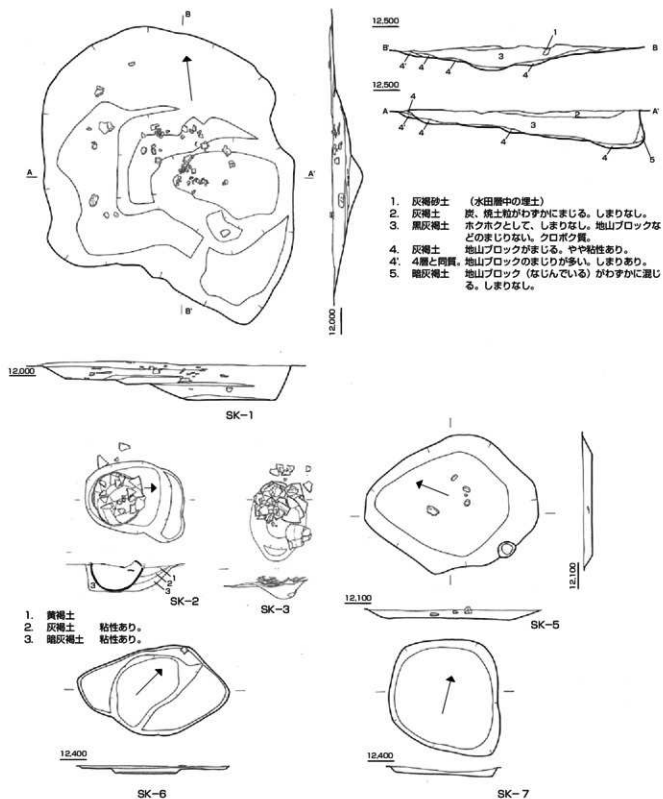 B
12,500
1
B'
B
3
4'
4
4
4
12,500
4
A
A'
2
3
4'
4
4
4
5
A
A'
B'
12,000
1. 灰褐砂土 (水田層中の埋土)
2. 灰褐土 炭、焼土粒がわずかにまじる。しまりなし。
3. 黒灰褐土 ホクホクとして、しまりなし。地山ブロックな
どのまじりない、クロボク質。
4. 灰褐土 地山ブロックがまじる。やや粘性あり。
4'. 4層と同質。地山ブロックのまじりが多い。しまりあり。
5. 暗灰褐土 地山ブロック(なじんでいる)がわずかに混じ
る。しまりなし。
12,000
SK-1
3
1
2
3
SK-2
SK-3
1. 黄褐土
2. 灰褐土 粘性あり。
3. 暗灰褐土 粘性あり。
12,100
12,100
SK-5
12,400
SK-6
12,400
SK-7